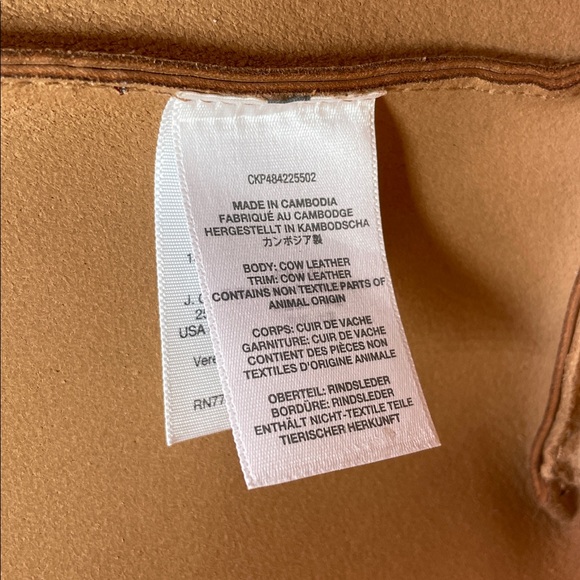 CKP484225502
MADE IN CAMBODIA
FABRIQUÉ AU CAMBODGE
HERGESTELLT IN KAMBODSCHA
カンボジア製
BODY: COW LEATHER
TRIM: COW LEATHER
CONTAINS NON TEXTILE PARTS OF
ANIMAL ORIGIN
CORPS: CUIR DE VACHE
GARNITURE: CUIR DE VACHE
CONTIENT DES PIÈCES NON
TEXTILES D'ORIGINE ANIMALE
OBERTEIL: RINDSLEDER
BORDÜRE: RINDSLEDER
ENTHÄLT NICHT-TEXTILE TEILE
TIERISCHER HERKUNFT
J.
USA
RN77